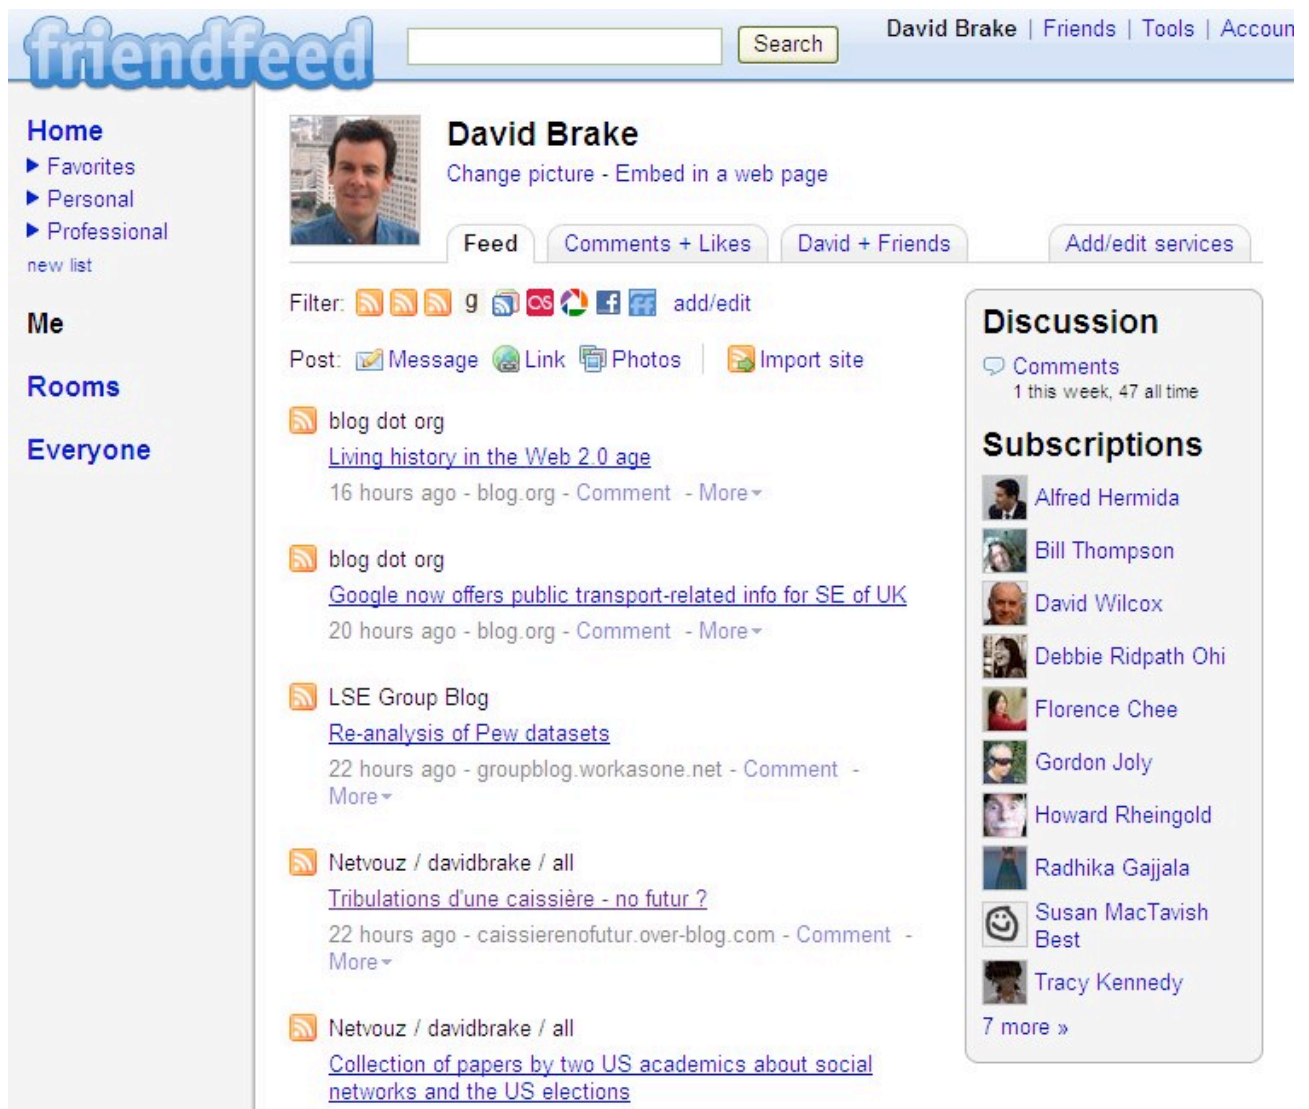 friendfeed
Search
David Brake | Friends | Tools | Accoun
Home
Favorites
Personal
Professional
new list
Me
Rooms
Everyone
David Brake
Change picture - Embed in a web page
Feed
Comments + Likes
David + Friends
Add/edit services
Filter: g os f ff add/edit
Post: Message Link Photos | Import site
blog dot org
Living history in the Web 2.0 age
16 hours ago - blog.org - Comment - More
blog dot org
Google now offers public transport-related info for SE of UK
20 hours ago - blog.org - Comment - More
LSE Group Blog
Re-analysis of Pew datasets
22 hours ago - groupblog.workasone.net - Comment -
More
Netvouz / davidbrake / all
Tribulations d'une caissière - no futur ?
22 hours ago - caissierenofutur.over-blog.com - Comment -
More
Netvouz / davidbrake / all
Collection of papers by two US academics about social
networks and the US elections
Discussion
Comments
1 this week, 47 all time
Subscriptions
Alfred Hermida
Bill Thompson
David Wilcox
Debbie Ridpath Ohi
Florence Chee
Gordon Joly
Howard Rheingold
Radhika Gajjala
Susan MacTavish
Best
Tracy Kennedy
7 more »